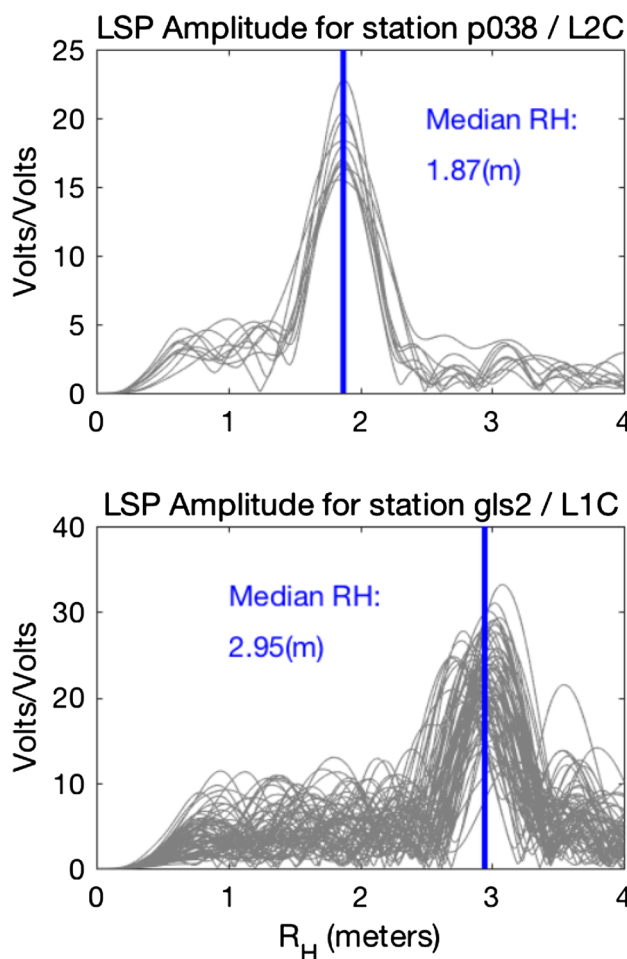 LSP Amplitude for station p038 / L2C
25
20
15
10
5
0
Volts/Volts
Median RH:
1.87(m)
0 1 2 3 4
LSP Amplitude for station gls2 / L1C
40
30
20
10
0
Volts/Volts
Median RH:
2.95(m)
0 1 2 3 4
R_H (meters)